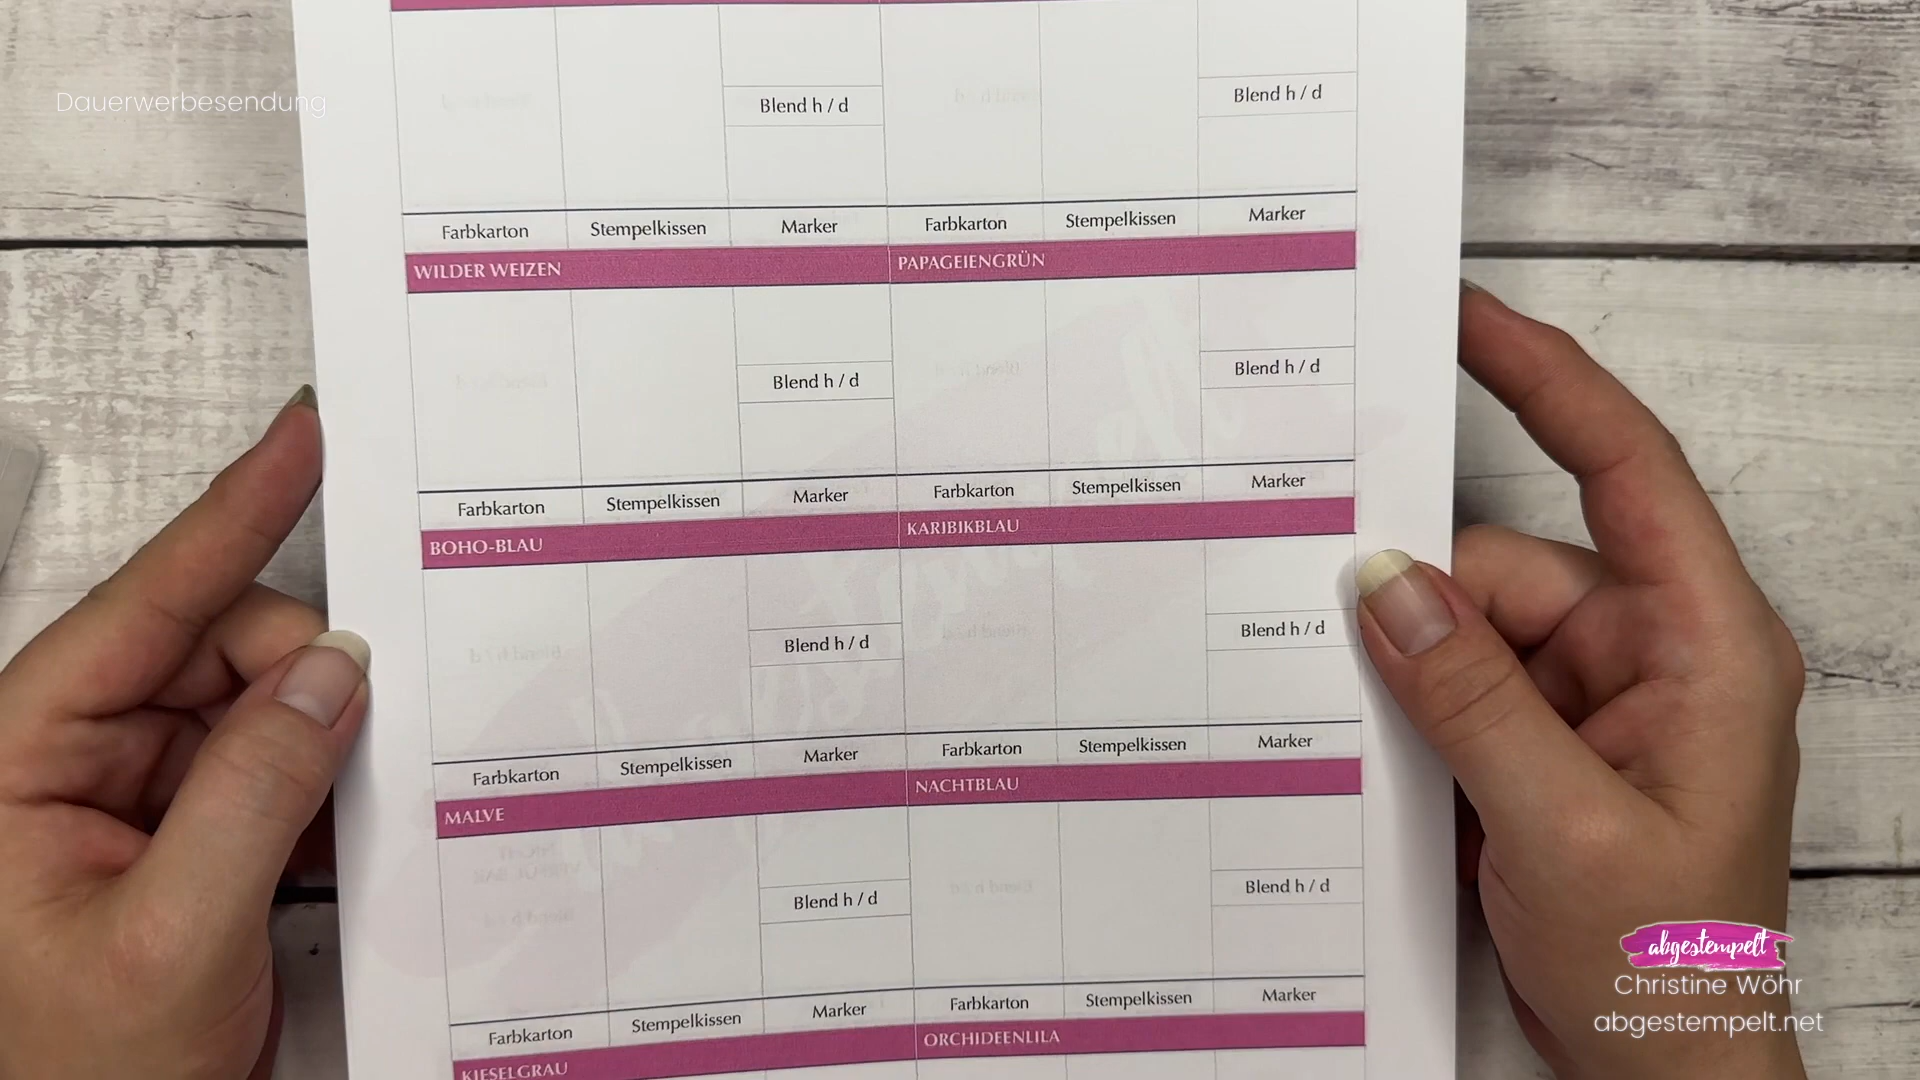 Dauerwerbesendung
Blend h / d
Blend h / d
Farbkarton Stempelkissen Marker Farbkarton Stempelkissen Marker
WILDER WEIZEN PAPAGEIENGRÜN
Blend h / d Blend h / d
Farbkarton Stempelkissen Marker Farbkarton Stempelkissen Marker
BOHO-BLAU KARIBIKBLAU
Blend h / d Blend h / d
Farbkarton Stempelkissen Marker Farbkarton Stempelkissen Marker
MALVE NACHTBLAU
Blend h / d Blend h / d
Farbkarton Stempelkissen Marker Farbkarton Stempelkissen Marker
KIESELGRAU ORCHIDEENLILA
abgestempelt
Christine Wöhr
abgestempelt.net